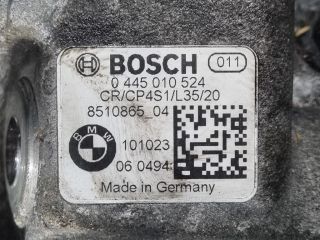 BOSCH 011
0 445 010 524
CR/CP4S1/L35/20
8510865_04
BMW
101023
06 0494
Made in Germany